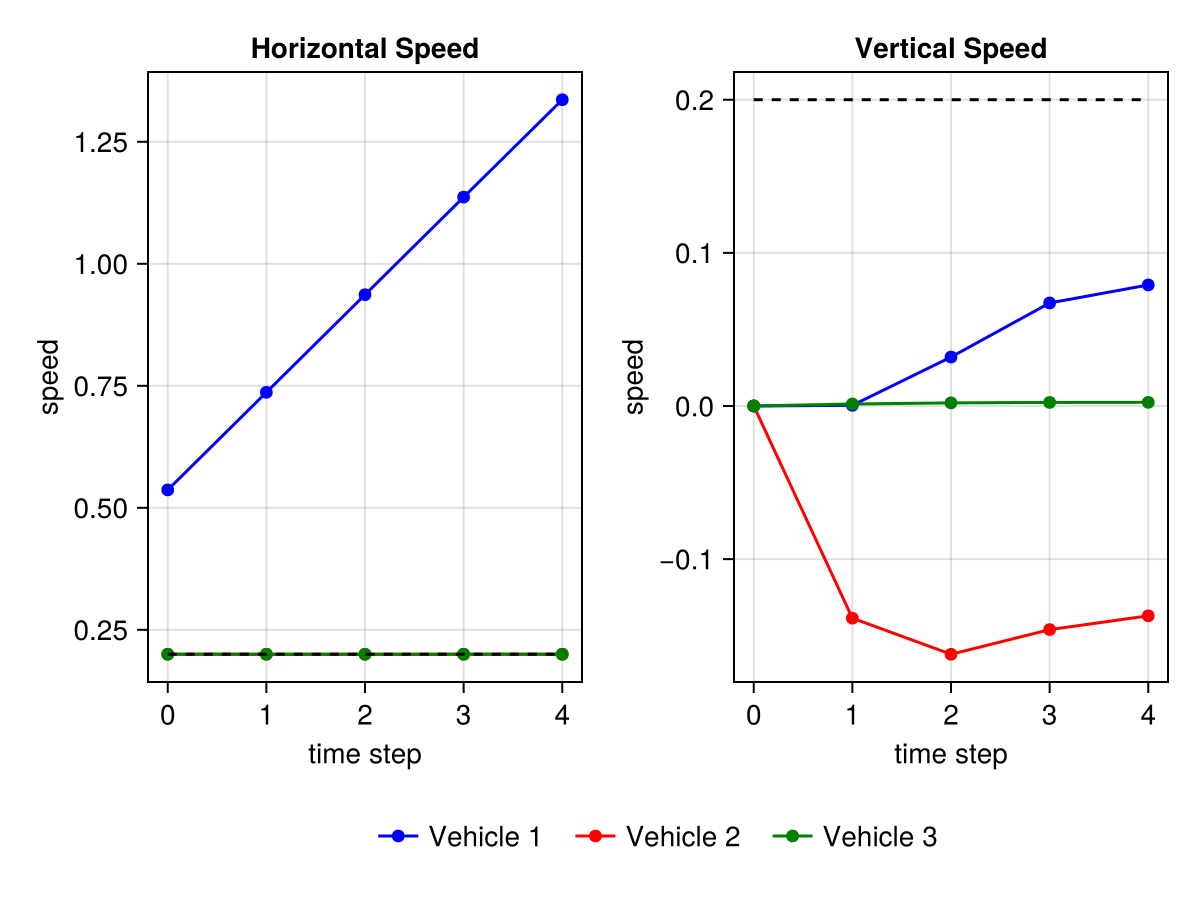 Horizontal Speed
1.25
1.00
0.75
0.50
0.25
speed
0 1 2 3 4
time step
Vertical Speed
0.2
0.1
0.0
−0.1
speed
0 1 2 3 4
time step
Vehicle 1 Vehicle 2 Vehicle 3